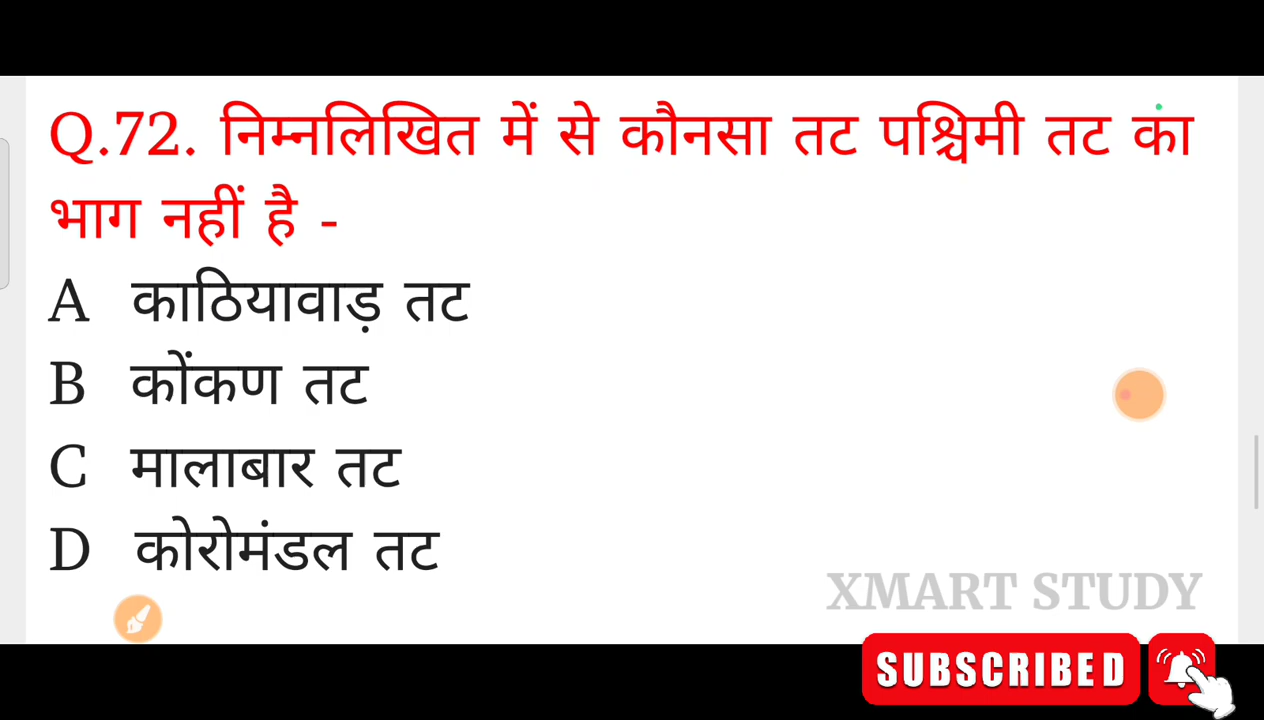 Q.72. निम्नलिखित में से कौनसा तट पश्चिमी तट का
भाग नहीं है -
A काठियावाड़ तट
B कोंकण तट
C मालाबार तट
D कोरोमंडल तट
XMART STUDY
SUBSCRIBED